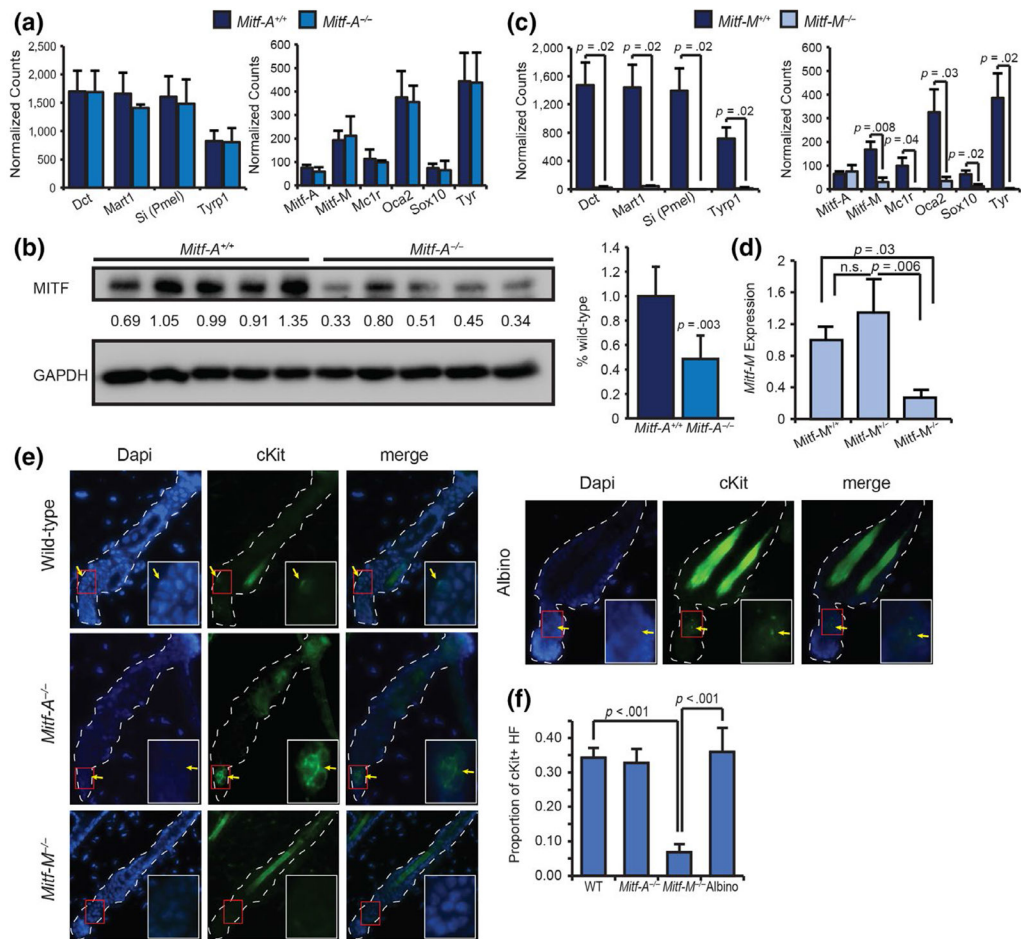 (a)
Mitf-A+/+ Mitf-A−/−
Normalized Counts
2,500
2,000
1,500
1,000
500
0
Dct Mart1 Si (Pmel) Tyrp1
Normalized Counts
600
500
400
300
200
100
0
Mitf-A Mitf-M Mc1r Oca2 Sox10 Tyr
(c)
Mitf-M+/+ Mitf-M−/−
Normalized Counts
2,000
1,600
1,200
800
400
0
p = .02 p = .02 p = .02
p = .02
Dct Mart1 Si (Pmel) Tyrp1
Normalized Counts
600
500
400
300
200
100
0
p = .02
p = .03
p = .008
p = .04
p = .02
Mitf-A Mitf-M Mc1r Oca2 Sox10 Tyr
(b)
Mitf-A+/+ Mitf-A−/−
MITF
0.69 1.05 0.99 0.91 1.35 0.33 0.80 0.51 0.45 0.34
GAPDH
% wild-type
1.4
1.2
1.0
0.8
0.6
0.4
0.2
0
p = .003
Mitf-A+/+ Mitf-A−/−
(d)
Mitf-M Expression
2.0
1.6
1.2
0.8
0.4
0
p = .03
n.s. p = .006
Mitf-M+/+ Mitf-M+/− Mitf-M−/−
(e)
Dapi cKit merge
Wild-type
Mitf-A−/−
Mitf-M−/−
Dapi cKit merge
Albino
(f)
Proportion of cKit+ HF
0.40
0.30
0.20
0.10
0.00
p <.001 p <.001
WT Mitf-A−/− Mitf-M−/− Albino